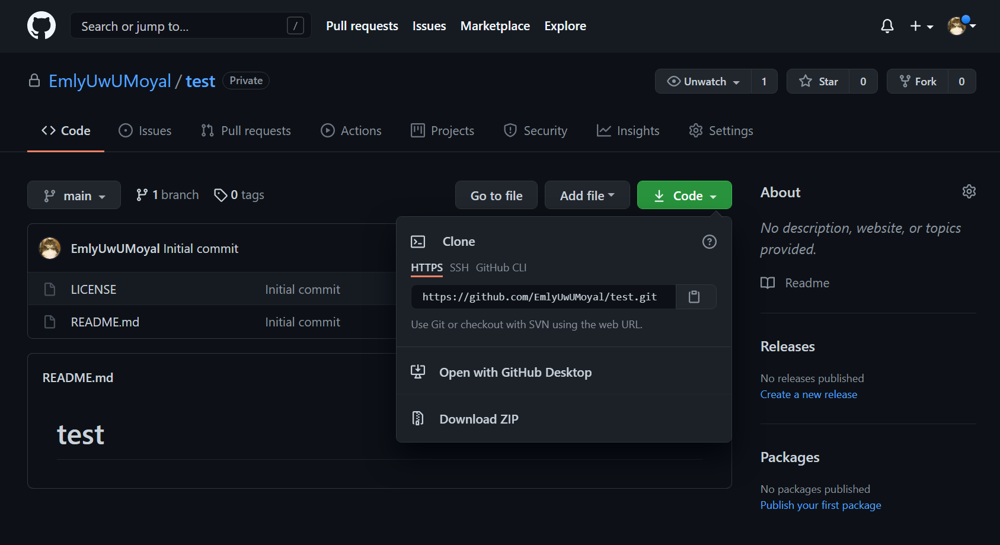 Search or jump to... /
Pull requests Issues Marketplace Explore
EmlyUwUMoyal / test Private
Unwatch 1 Star 0 Fork 0
Code Issues Pull requests Actions Projects Security Insights Settings
main 1 branch 0 tags Go to file Add file Code
EmlyUwUMoyal Initial commit
LICENSE Initial commit
README.md Initial commit
README.md
test
Clone
HTTPS SSH GitHub CLI
https://github.com/EmlyUwUMoyal/test.git
Use Git or checkout with SVN using the web URL.
Open with GitHub Desktop
Download ZIP
About
No description, website, or topics
provided.
Readme
Releases
No releases published
Create a new release
Packages
No packages published
Publish your first package